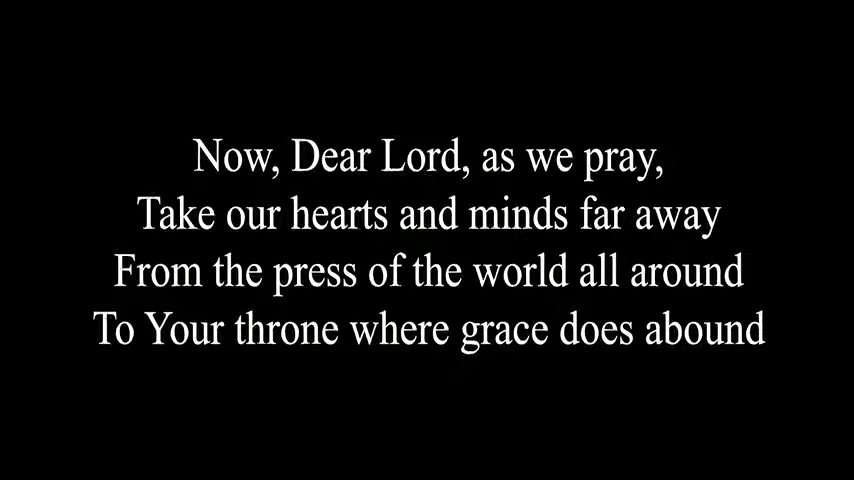 Now, Dear Lord, as we pray,
Take our hearts and minds far away
From the press of the world all around
To Your throne where grace does abound